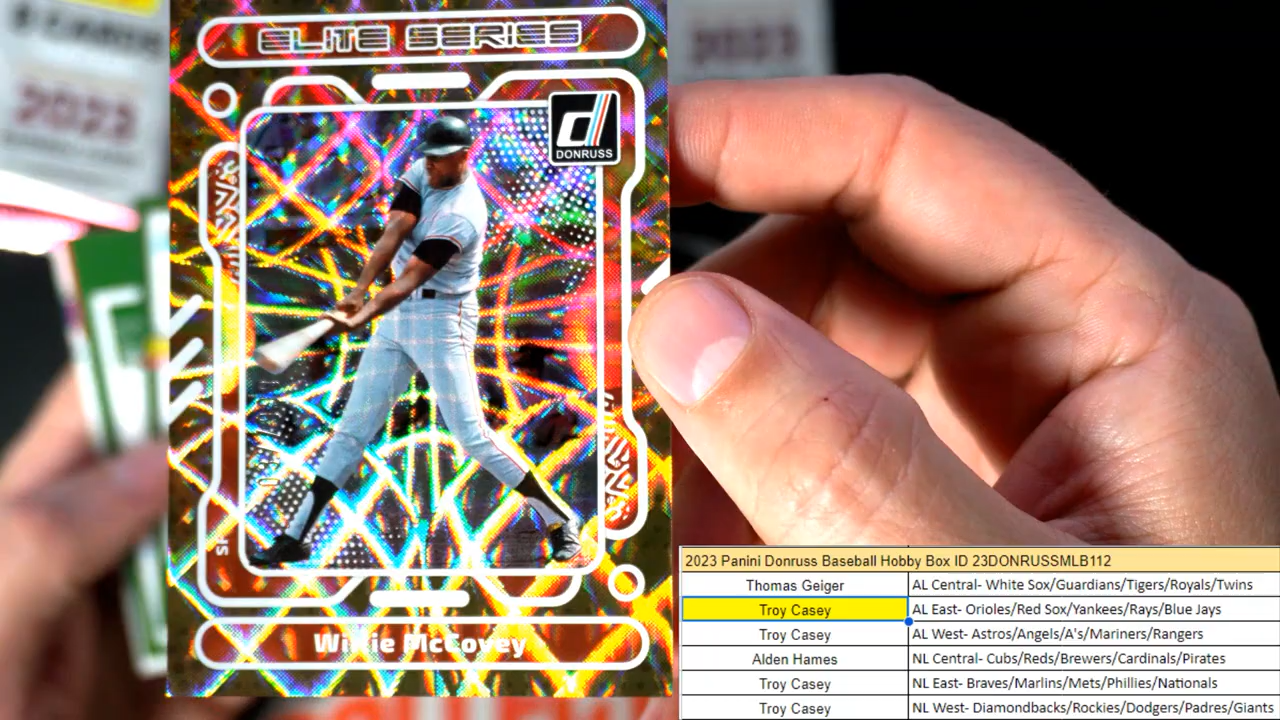 ELITE SERIES
DONRUSS
Willie McCovey
2023
2023 Panini Donruss Baseball Hobby Box ID 23DONRUSSMLB112
Thomas Geiger AL Central- White Sox/Guardians/Tigers/Royals/Twins
Troy Casey AL East- Orioles/Red Sox/Yankees/Rays/Blue Jays
Troy Casey AL West- Astros/Angels/A's/Mariners/Rangers
Alden Hames NL Central- Cubs/Reds/Brewers/Cardinals/Pirates
Troy Casey NL East- Braves/Marlins/Mets/Phillies/Nationals
Troy Casey NL West- Diamondbacks/Rockies/Dodgers/Padres/Giants